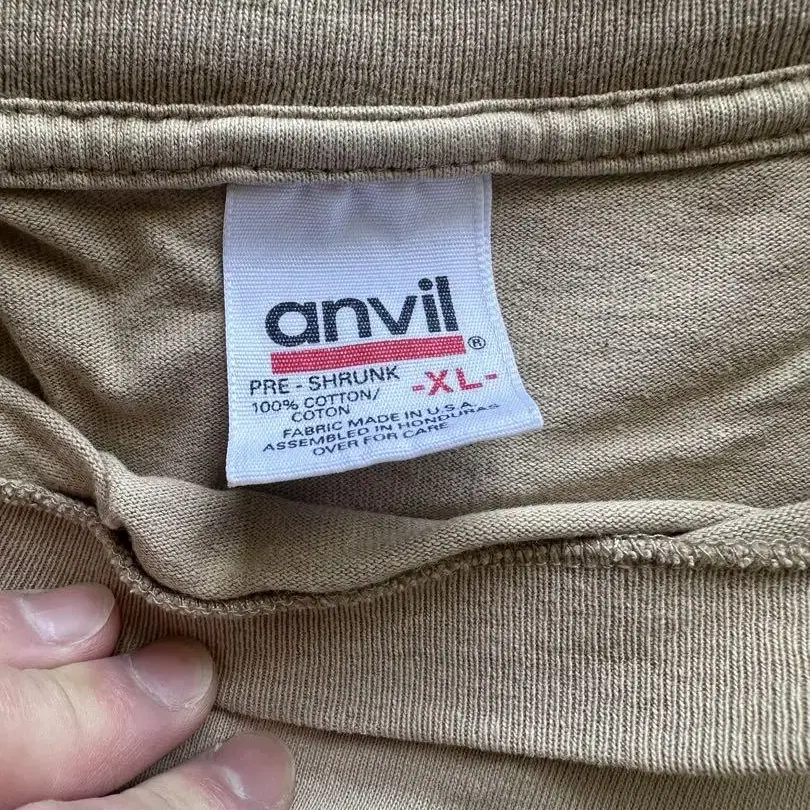 anvil®
PRE-SHRUNK -XL-
100% COTTON/
COTON
FABRIC MADE IN U.S.A.
ASSEMBLED IN HONDURAS
OVER FOR CARE